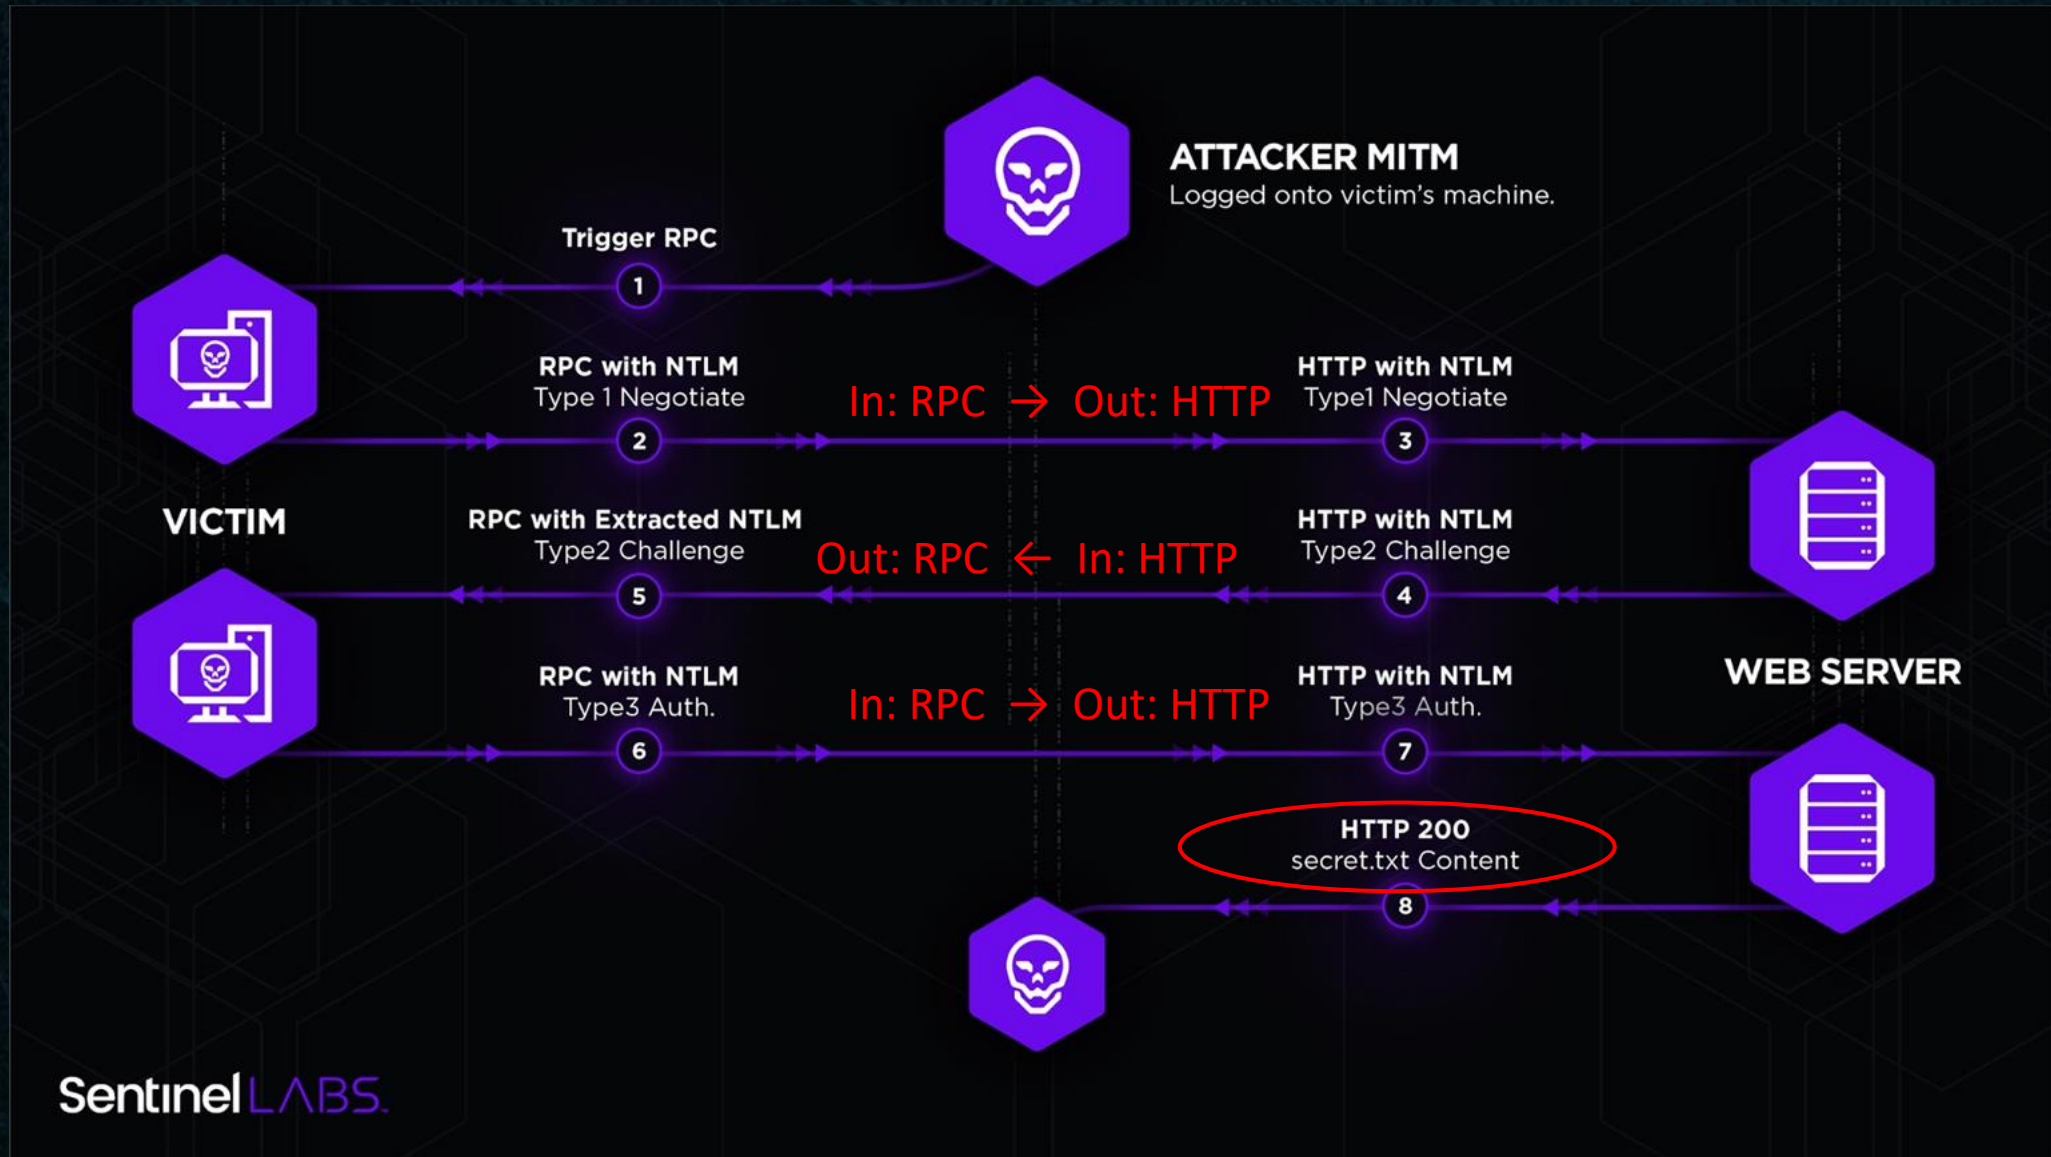 ATTACKER MITM
Logged onto victim's machine.
Trigger RPC
1
RPC with NTLM
Type 1 Negotiate
In: RPC → Out: HTTP
HTTP with NTLM
Type1 Negotiate
2
3
VICTIM
RPC with Extracted NTLM
Type2 Challenge
Out: RPC ← In: HTTP
HTTP with NTLM
Type2 Challenge
5
4
RPC with NTLM
Type3 Auth.
In: RPC → Out: HTTP
HTTP with NTLM
Type3 Auth.
WEB SERVER
6
7
HTTP 200
secret.txt Content
8
SentinelLABS